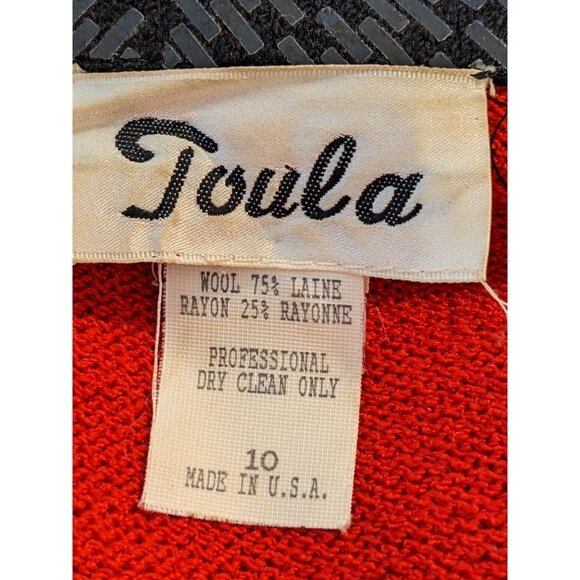 Toula
WOOL 75% LAINE
RAYON 25% RAYONNE
PROFESSIONAL
DRY CLEAN ONLY
10
MADE IN U.S.A.